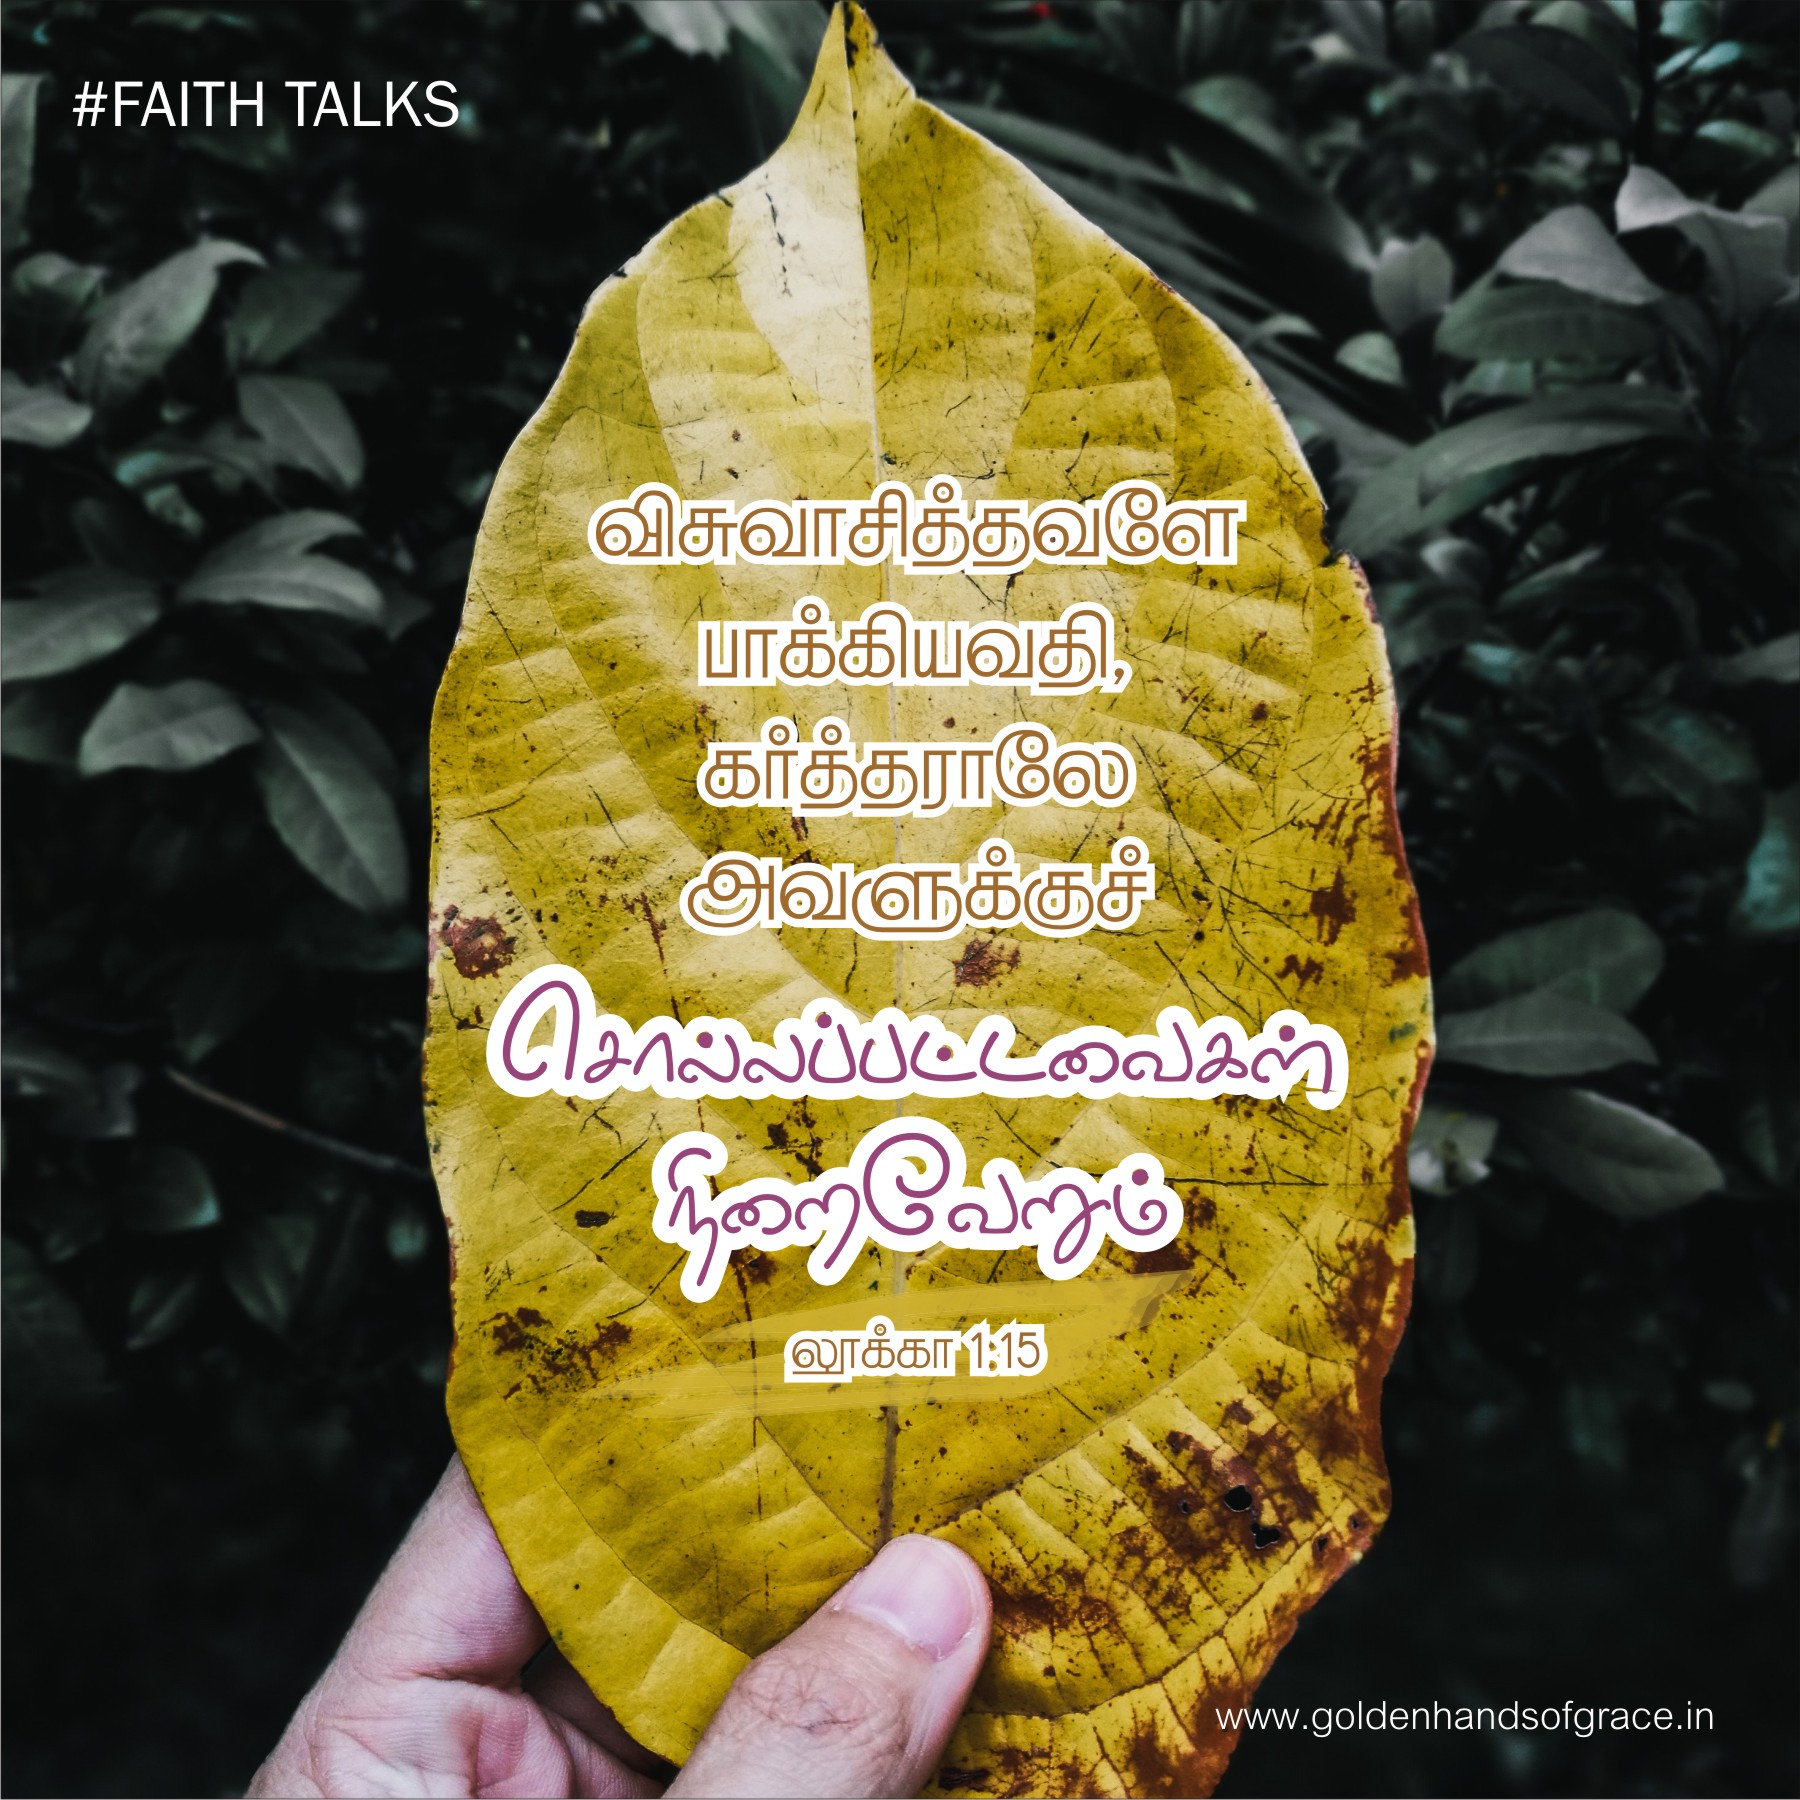 #FAITH TALKS
விசுவாசித்தவளே
பாக்கியவதி,
கர்த்தராலே
அவளுக்குச்
சொல்லப்பட்டவைகள்
நிறைவேறும்
லூக்கா 1:15
www.goldenhandsofgrace.in